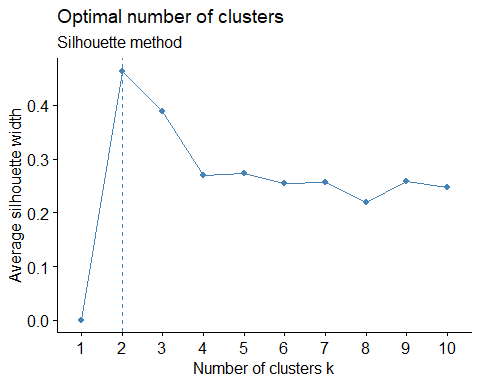 Optimal number of clusters
Silhouette method
Average silhouette width
0.4
0.3
0.2
0.1
0.0
1 2 3 4 5 6 7 8 9 10
Number of clusters k